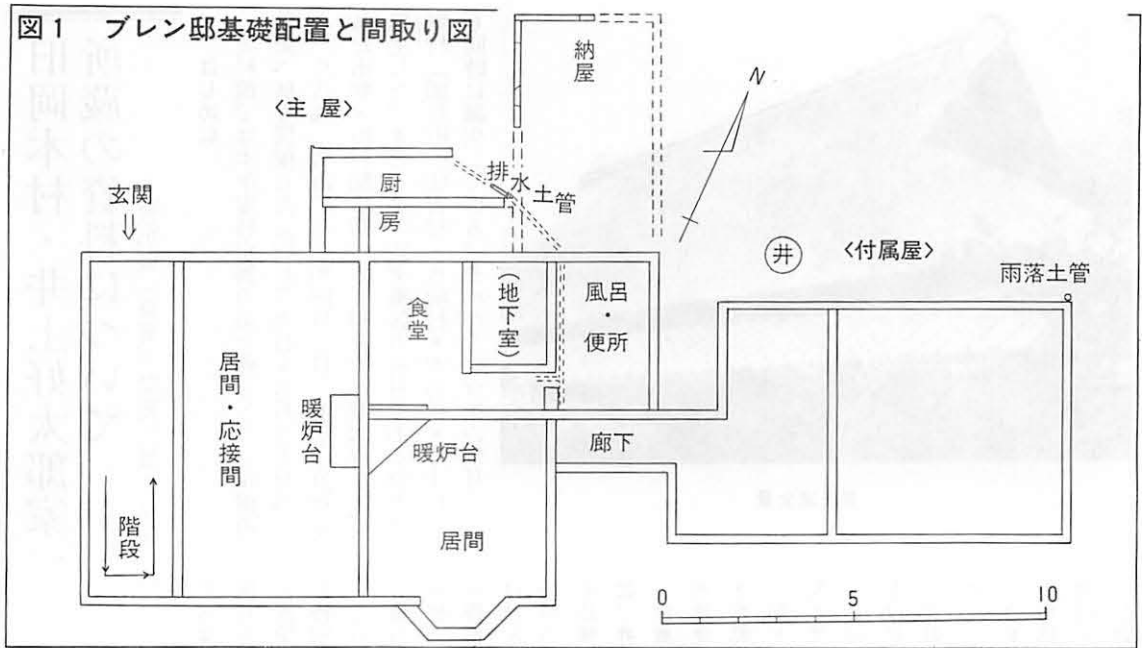 図1 ブレン邸基礎配置と間取り図
納屋
N
〈主屋〉
厨房
排水土管
玄関
井
〈付属屋〉
雨落土管
食堂
（地下室）
風呂・便所
居間・応接間
暖炉台
暖炉台
廊下
階段
居間
0 5 10